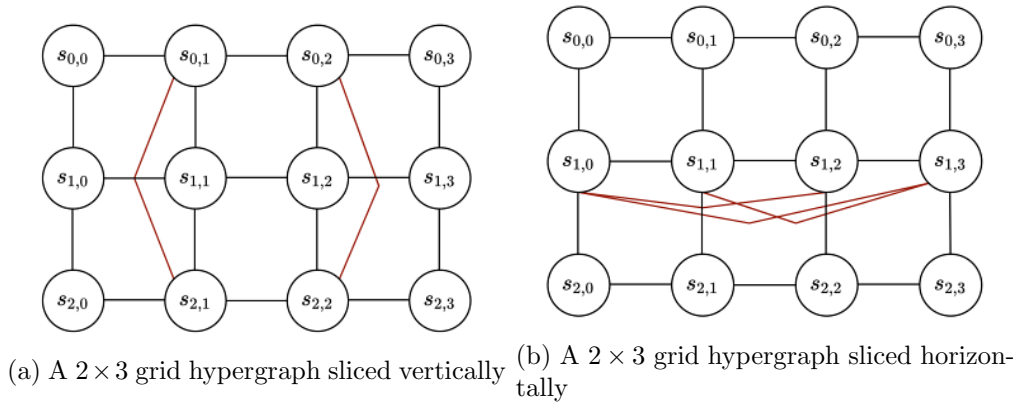 s0,0 s0,1 s0,2 s0,3
s1,0 s1,1 s1,2 s1,3
s2,0 s2,1 s2,2 s2,3
(a) A 2 × 3 grid hypergraph sliced vertically
s0,0 s0,1 s0,2 s0,3
s1,0 s1,1 s1,2 s1,3
s2,0 s2,1 s2,2 s2,3
(b) A 2 × 3 grid hypergraph sliced horizon-
tally